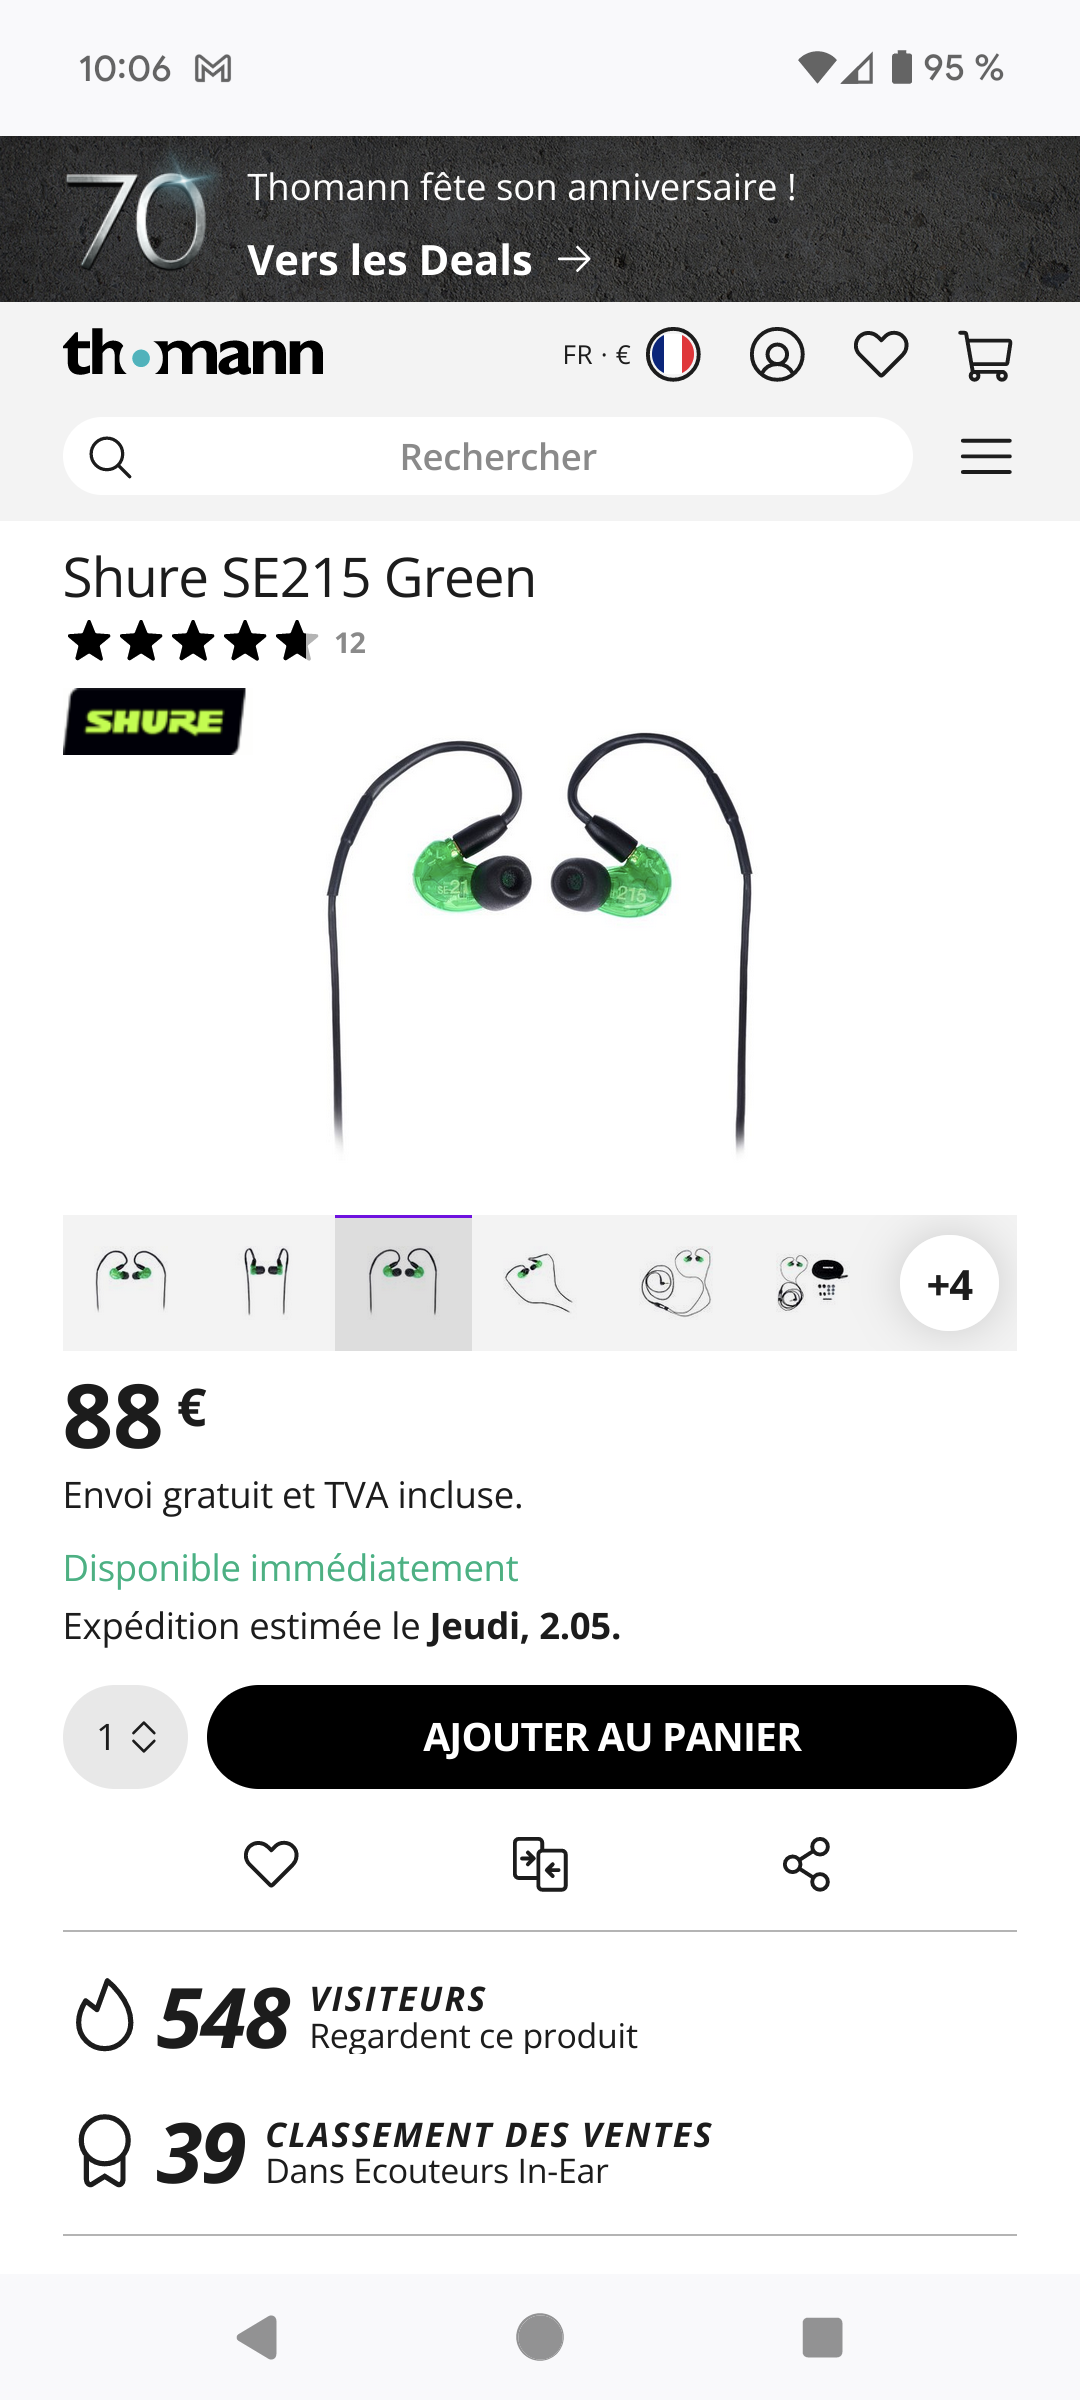 10:06
95 %
70
Thomann fête son anniversaire !
Vers les Deals →
thomann
FR · €
Rechercher
Shure SE215 Green
12
SHURE
SE21
215
+4
88 €
Envoi gratuit et TVA incluse.
Disponible immédiatement
Expédition estimée le Jeudi, 2.05.
1
AJOUTER AU PANIER
548 VISITEURS
Regardent ce produit
39 CLASSEMENT DES VENTES
Dans Ecouteurs In-Ear